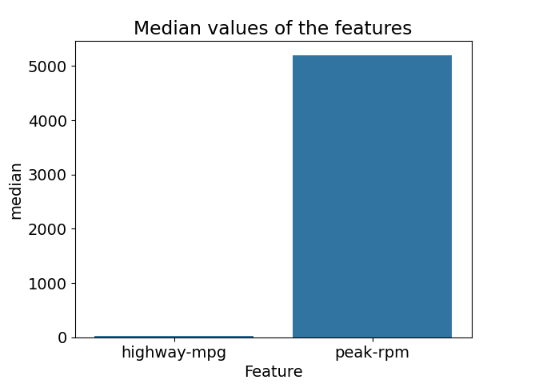 Median values of the features
median
5000
4000
3000
2000
1000
0
highway-mpg
peak-rpm
Feature